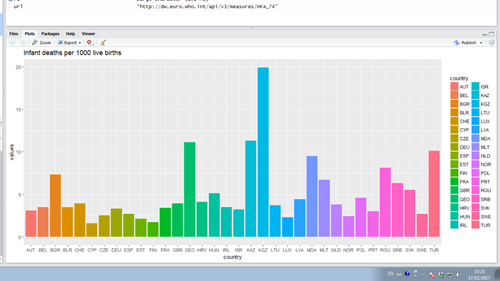 url "http://dw.euro.who.int/api/v3/measures/HFA_74"
Files Plots Packages Help Viewer
Zoom Export Publish
Infant deaths per 1000 live births
20
15
10
5
0
values
AUT BEL BGR BLR CHE CYP CZE DEU ESP EST FIN FRA GBR GEO HRV HUN IRL ISR KAZ KGZ LTU LUX LVA MDA MLT NLD NOR POL PRT ROU SRB SVK SWE TUR
country
country
AUT ISR
BEL KAZ
BGR KGZ
BLR LTU
CHE LUX
CYP LVA
CZE MDA
DEU MLT
ESP NLD
EST NOR
FIN POL
FRA PRT
GBR ROU
GEO SRB
HRV SVK
HUN SWE
IRL TUR
EN
15:22
17/02/2017